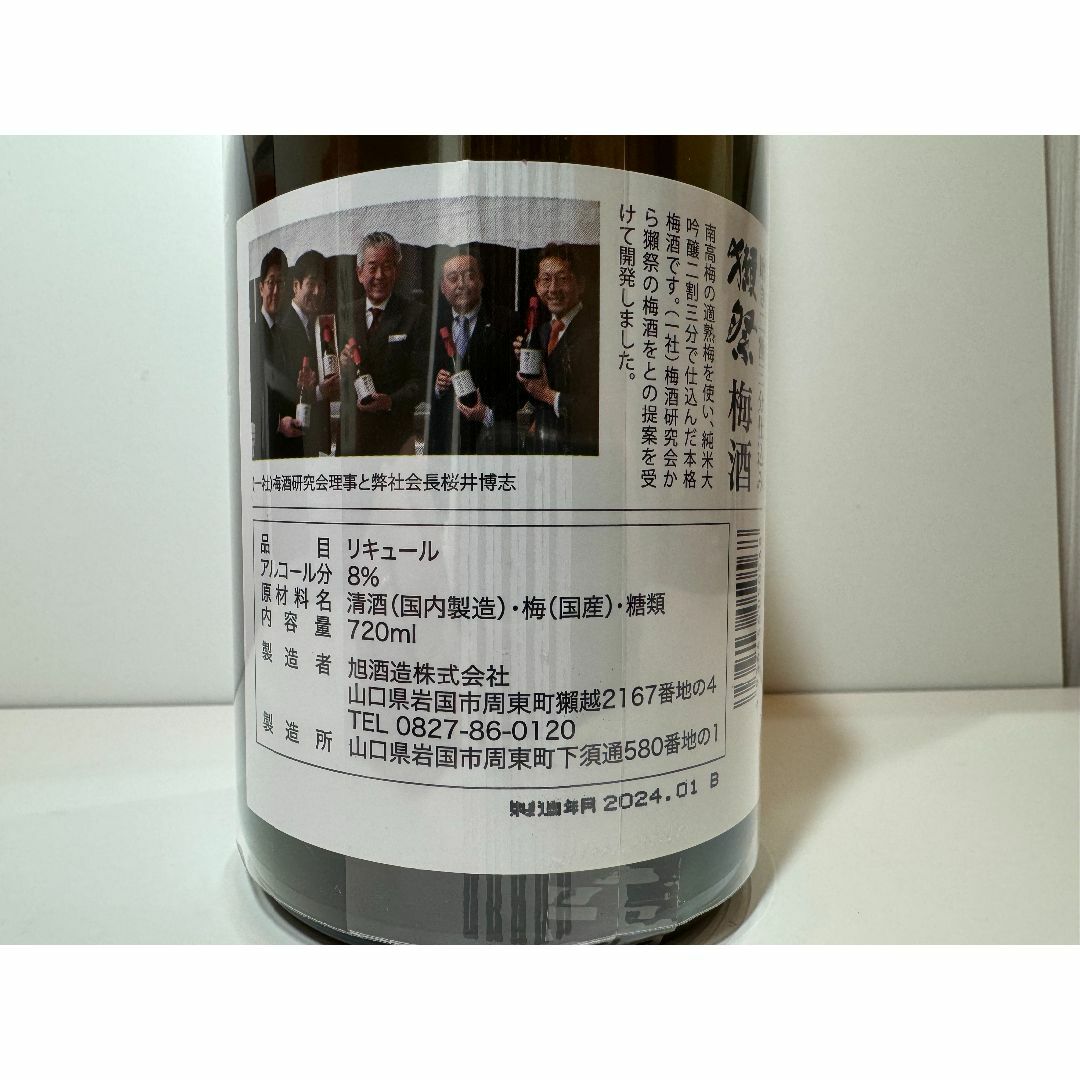 獺祭 梅酒
南高梅の適熟梅を使い、純米大
吟醸二割三分で仕込んだ本格
梅酒です。(一社)梅酒研究会か
ら獺祭の梅酒をとの提案を受
けて開発しました。
(一社)梅酒研究会理事と弊社会長桜井博志
品目 リキュール
アルコール分 8%
原材料名 清酒(国内製造)・梅(国産)・糖類
内容量 720ml
製造者 旭酒造株式会社
山口県岩国市周東町獺越2167番地の4
TEL 0827-86-0120
製造所 山口県岩国市周東町下須通580番地の1
製造年月 2024.01 B